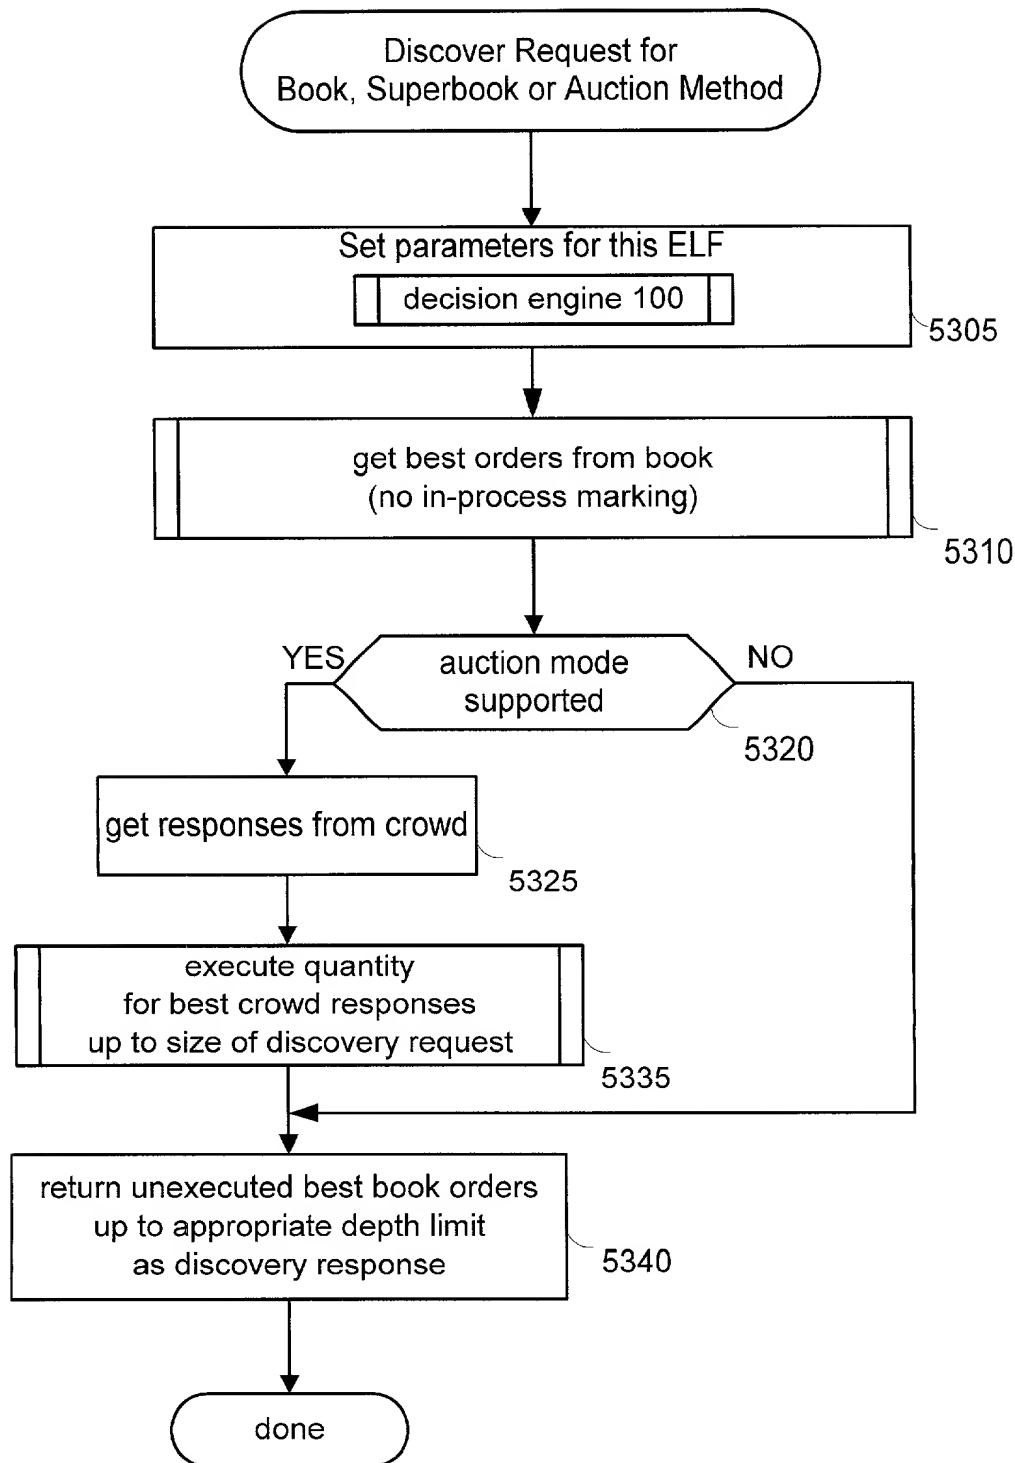 Discover Request for
Book, Superbook or Auction Method
Set parameters for this ELF
decision engine 100
5305
get best orders from book
(no in-process marking)
5310
YES
auction mode
supported
NO
5320
get responses from crowd
5325
execute quantity
for best crowd responses
up to size of discovery request
5335
return unexecuted best book orders
up to appropriate depth limit
as discovery response
5340
done